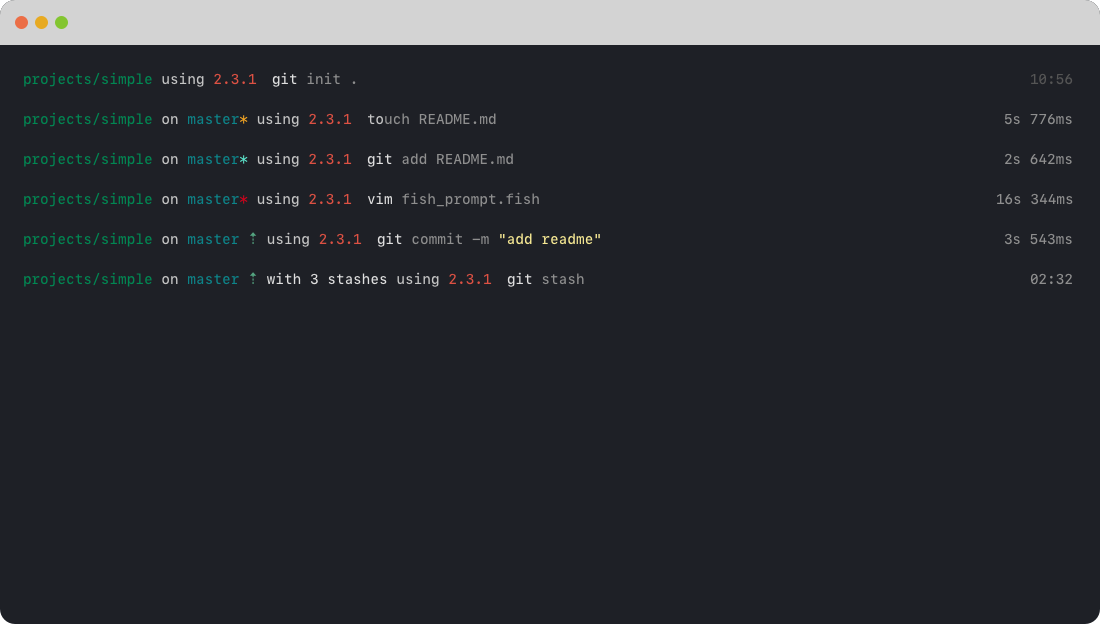 projects/simple using 2.3.1 git init . 10:56
projects/simple on master* using 2.3.1 touch README.md 5s 776ms
projects/simple on master* using 2.3.1 git add README.md 2s 642ms
projects/simple on master* using 2.3.1 vim fish_prompt.fish 16s 344ms
projects/simple on master ⇡ using 2.3.1 git commit -m "add readme" 3s 543ms
projects/simple on master ⇡ with 3 stashes using 2.3.1 git stash 02:32